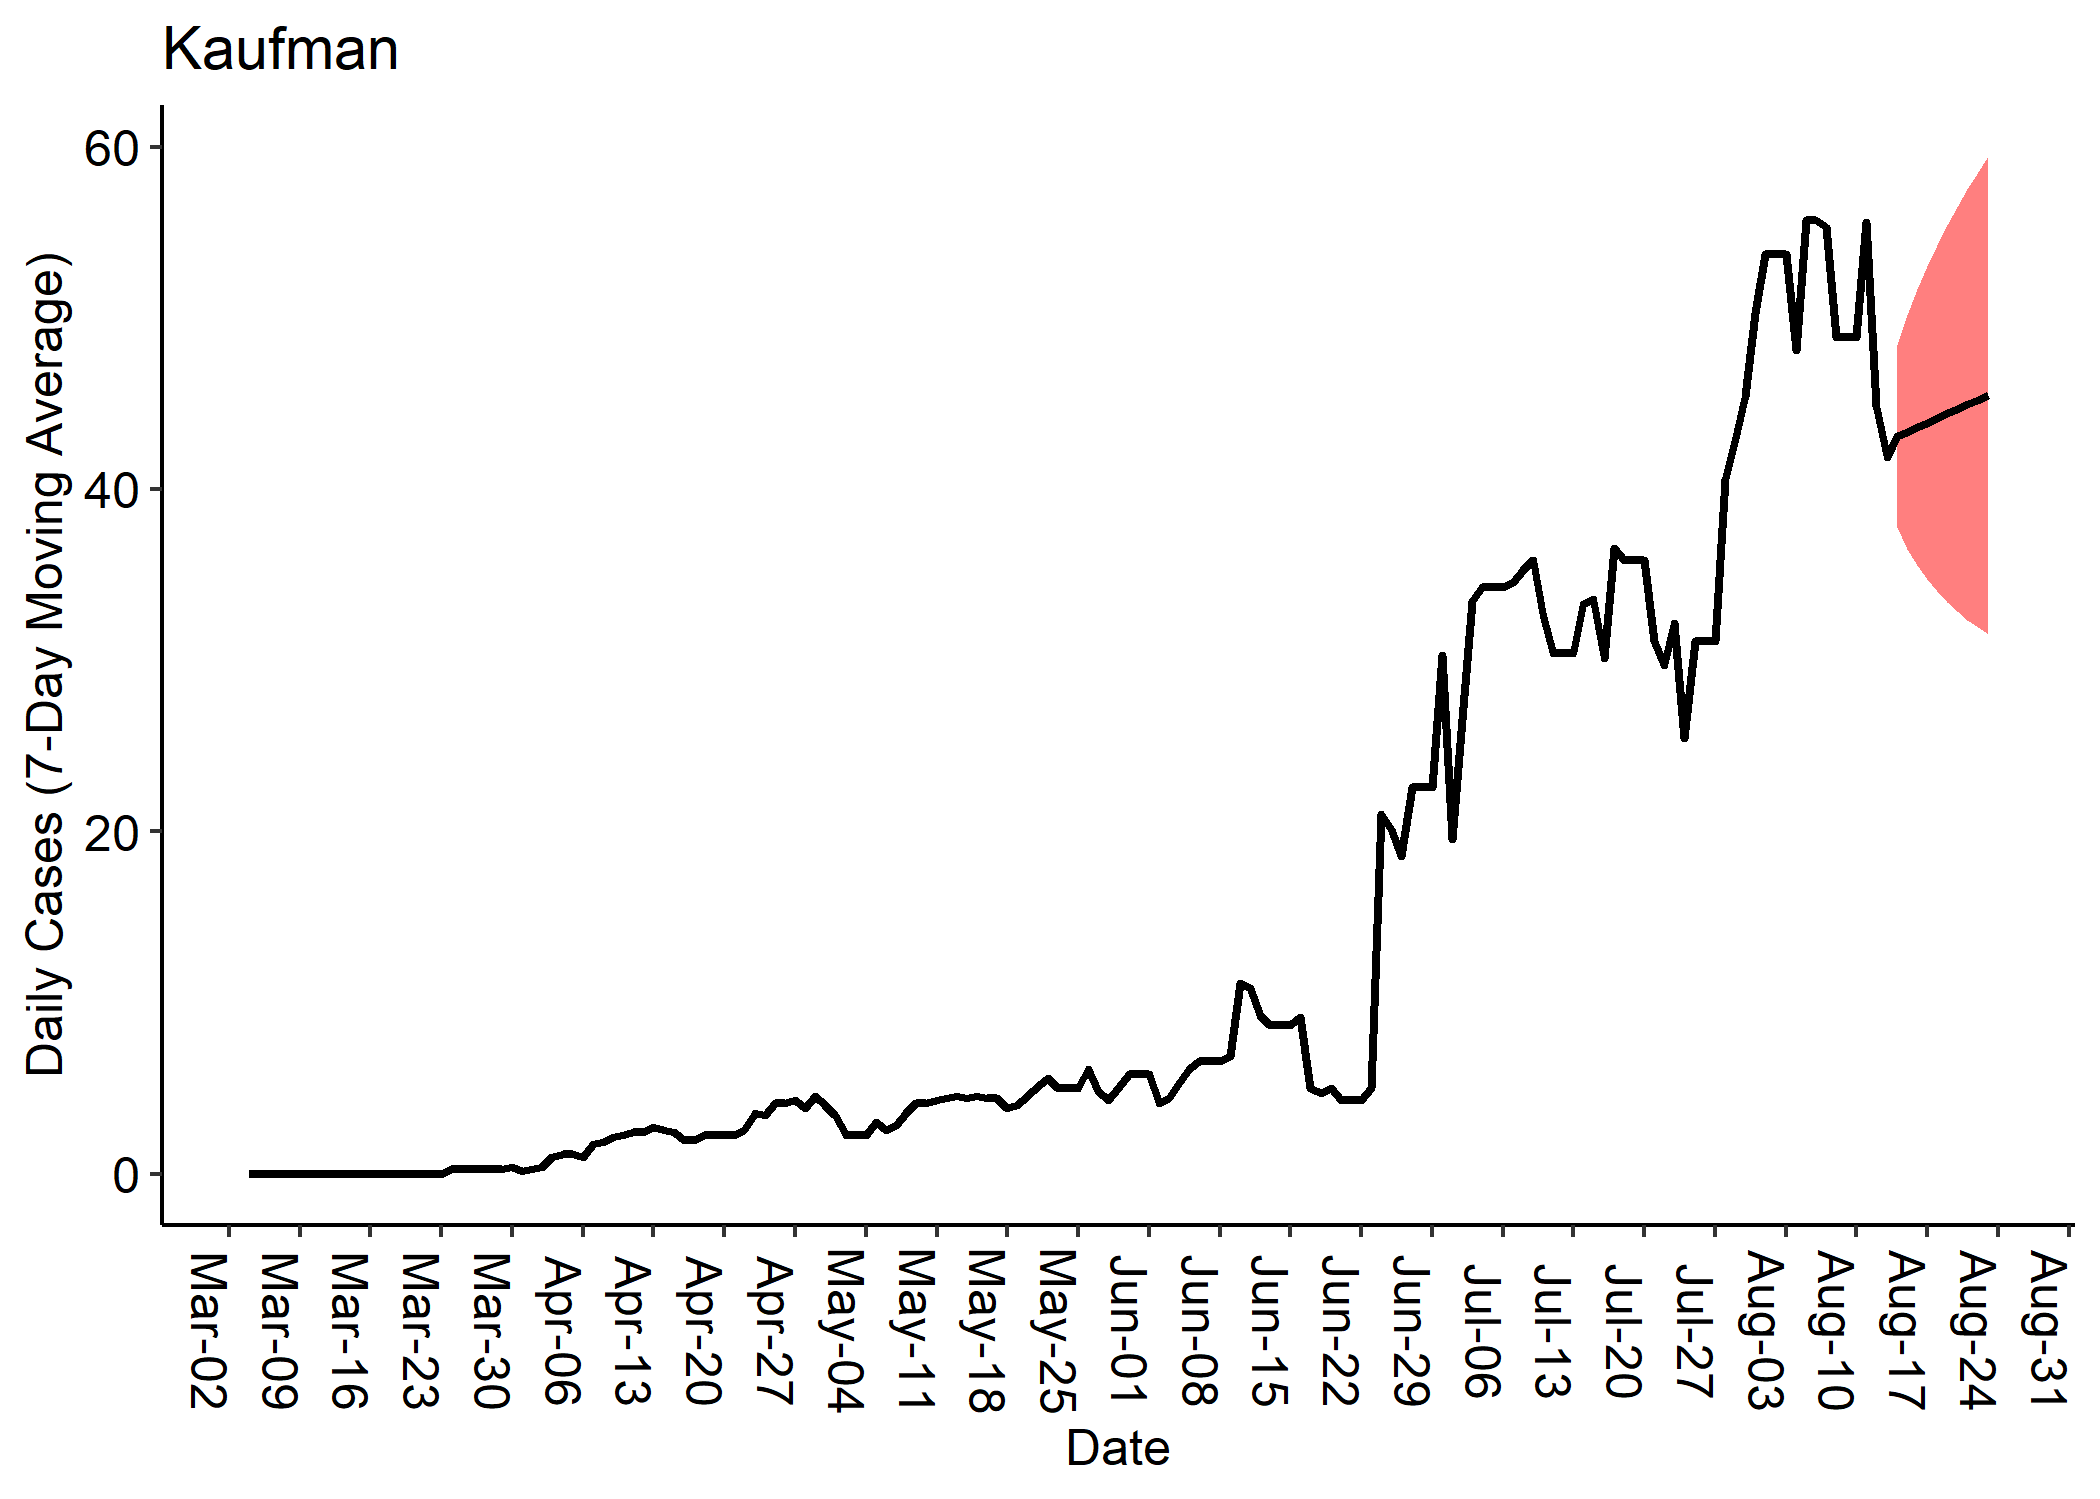 Kaufman
Daily Cases (7-Day Moving Average)
60
40
20
0
Mar-02
Mar-09
Mar-16
Mar-23
Mar-30
Apr-06
Apr-13
Apr-20
Apr-27
May-04
May-11
May-18
May-25
Jun-01
Jun-08
Jun-15
Jun-22
Jun-29
Jul-06
Jul-13
Jul-20
Jul-27
Aug-03
Aug-10
Aug-17
Aug-24
Aug-31
Date